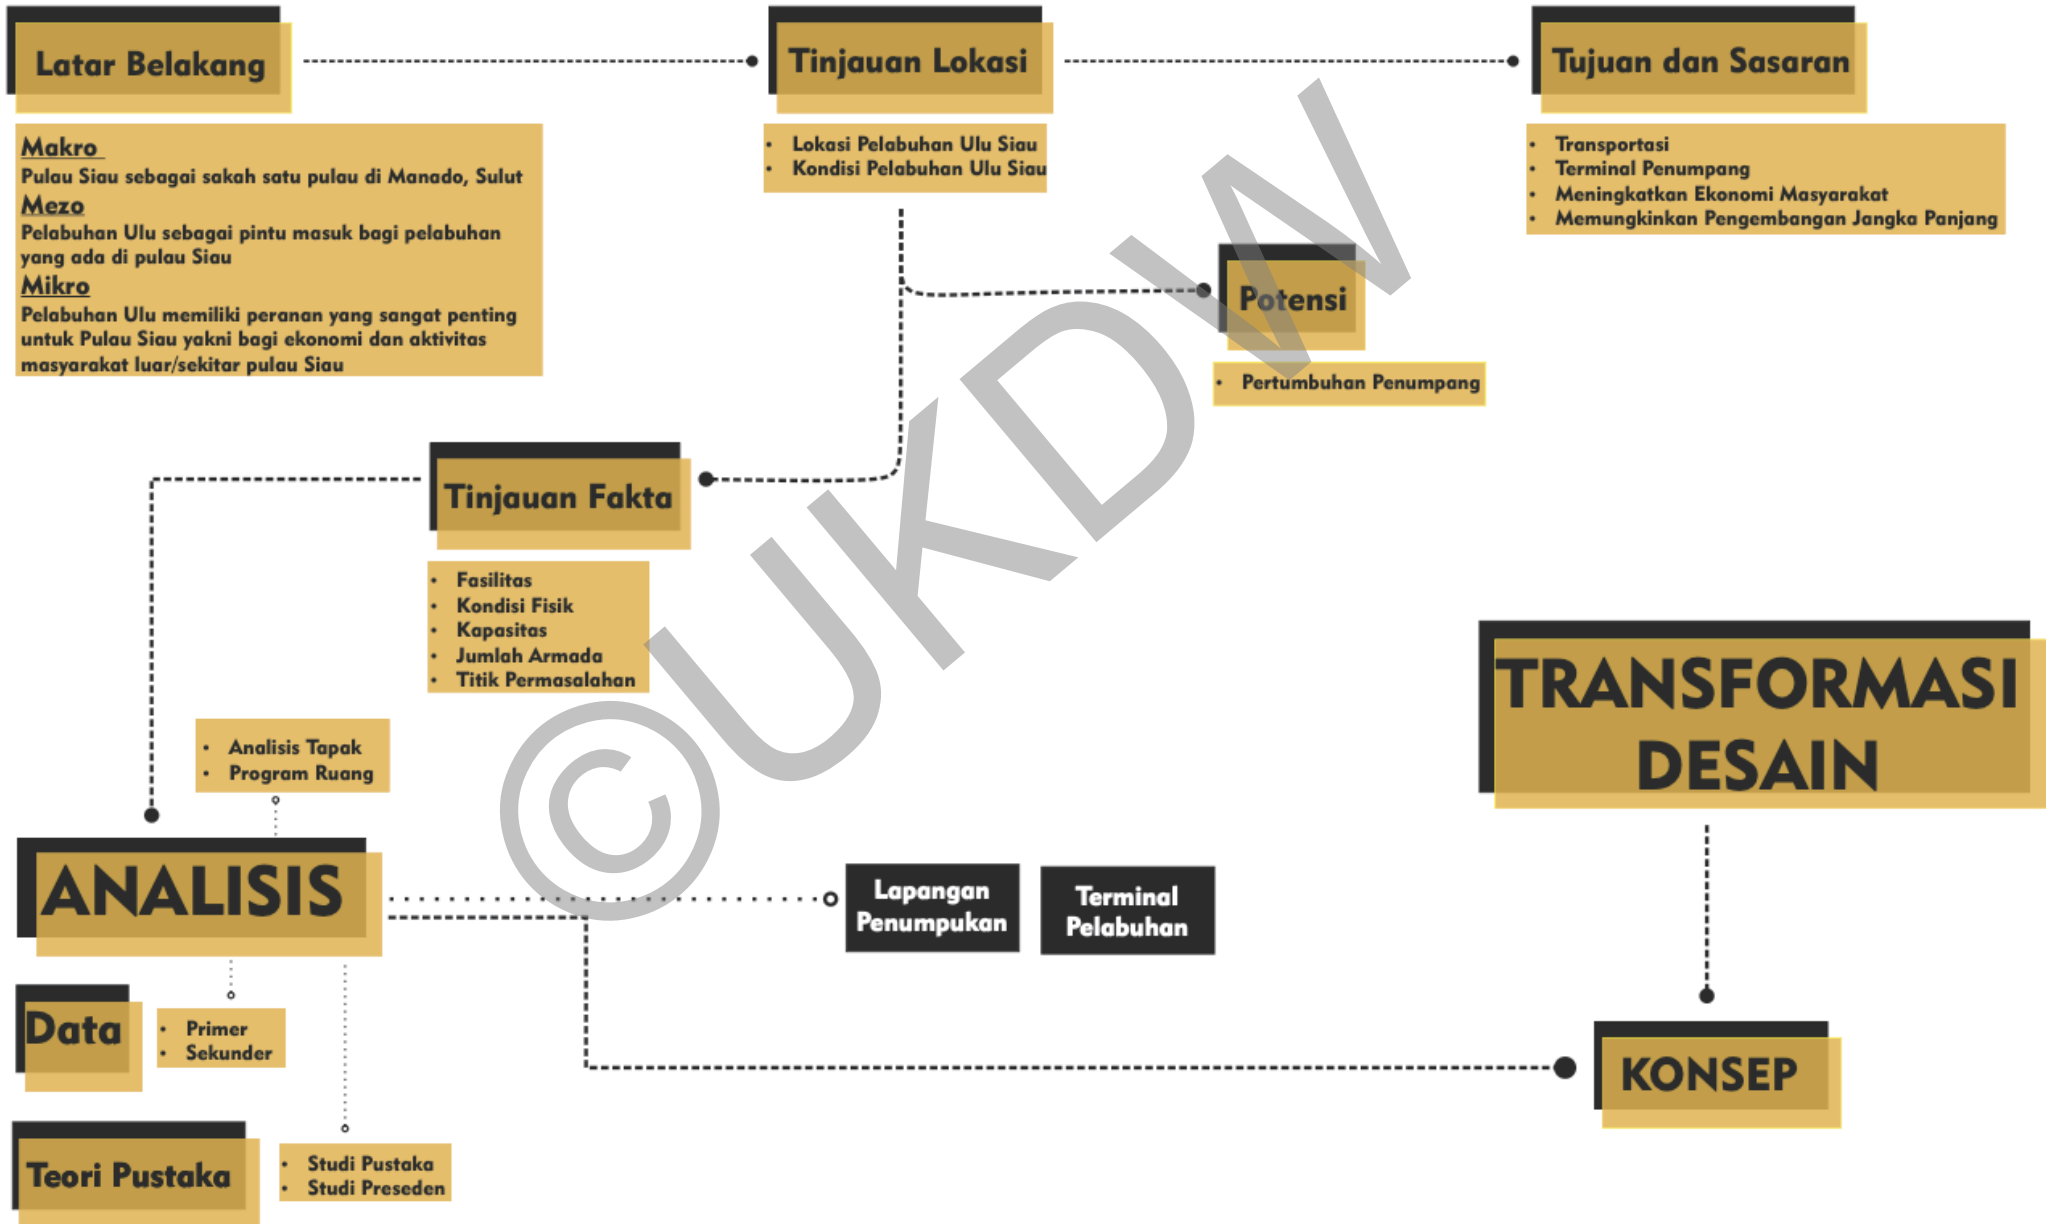 Latar Belakang
Makro
Pulau Siau sebagai sakah satu pulau di Manado, Sulut
Mezo
Pelabuhan Ulu sebagai pintu masuk bagi pelabuhan
yang ada di pulau Siau
Mikro
Pelabuhan Ulu memiliki peranan yang sangat penting
untuk Pulau Siau yakni bagi ekonomi dan aktivitas
masyarakat luar/sekitar pulau Siau
Tinjauan Lokasi
• Lokasi Pelabuhan Ulu Siau
• Kondisi Pelabuhan Ulu Siau
Tujuan dan Sasaran
• Transportasi
• Terminal Penumpang
• Meningkatkan Ekonomi Masyarakat
• Memungkinkan Pengembangan Jangka Panjang
Potensi
• Pertumbuhan Penumpang
Tinjauan Fakta
• Fasilitas
• Kondisi Fisik
• Kapasitas
• Jumlah Armada
• Titik Permasalahan
• Analisis Tapak
• Program Ruang
ANALISIS
Lapangan
Penumpukan
Terminal
Pelabuhan
Data
• Primer
• Sekunder
Teori Pustaka
• Studi Pustaka
• Studi Preseden
TRANSFORMASI
DESAIN
KONSEP
©UKDW